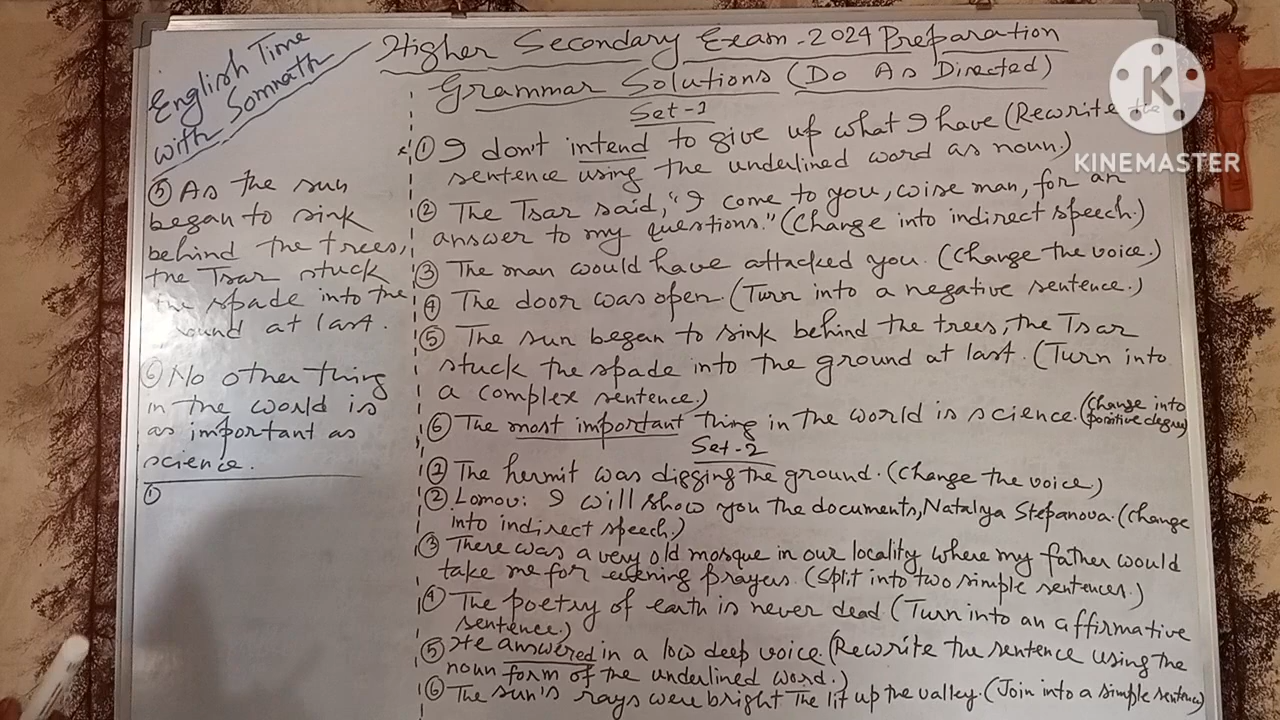 English Time
with Somnath
Higher Secondary Exam-2024 Preparation
Grammar Solutions (Do As Directed)
Set-1
① I don't intend to give up what I have (Rewrite the
sentence using the underlined word as noun.)
② The Tsar said, "I come to you, wise man, for an
answer to my questions." (Change into indirect speech.)
③ The man would have attacked you. (Change the voice.)
④ The door was open. (Turn into a negative sentence.)
⑤ The sun began to sink behind the trees, the Tsar
stuck the spade into the ground at last. (Turn into
a complex sentence.)
⑥ The most important thing in the world is science. (Change into
positive degree)
Set-2
① The hermit was digging the ground. (Change the voice)
② Lomov: I will show you the documents, Natalya Stepanova. (Change
into indirect speech.)
③ There was a very old mosque in our locality where my father would
take me for evening prayers. (Split into two simple sentences.)
④ The poetry of earth is never dead (Turn into an affirmative
sentence.)
⑤ He answered in a low deep voice. (Rewrite the sentence using the
noun form of the underlined word.)
⑥ The sun's rays were bright The lit up the valley. (Join into a simple sentence)
⑤ As the sun
began to sink
behind the trees,
the Tsar stuck
the spade into the
ound at last.
⑥ No other thing
in the world is
as important as
science.
①
K
KINEMASTER